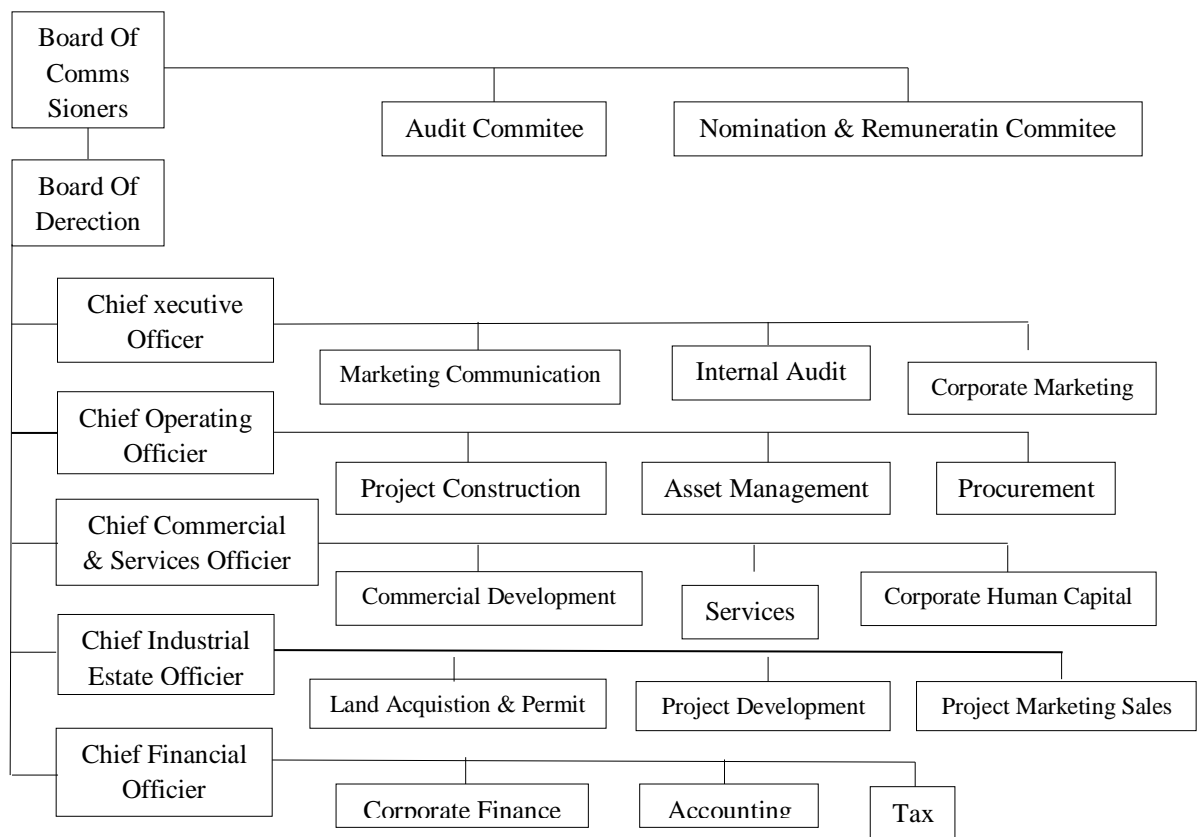 Board Of
Comms
Sioners
Audit Commitee
Nomination & Remuneratin Commitee
Board Of
Derection
Chief xecutive
Officer
Marketing Communication
Internal Audit
Corporate Marketing
Chief Operating
Officier
Project Construction
Asset Management
Procurement
Chief Commercial
& Services Officier
Commercial Development
Services
Corporate Human Capital
Chief Industrial
Estate Officier
Land Acquistion & Permit
Project Development
Project Marketing Sales
Chief Financial
Officier
Corporate Finance
Accounting
Tax